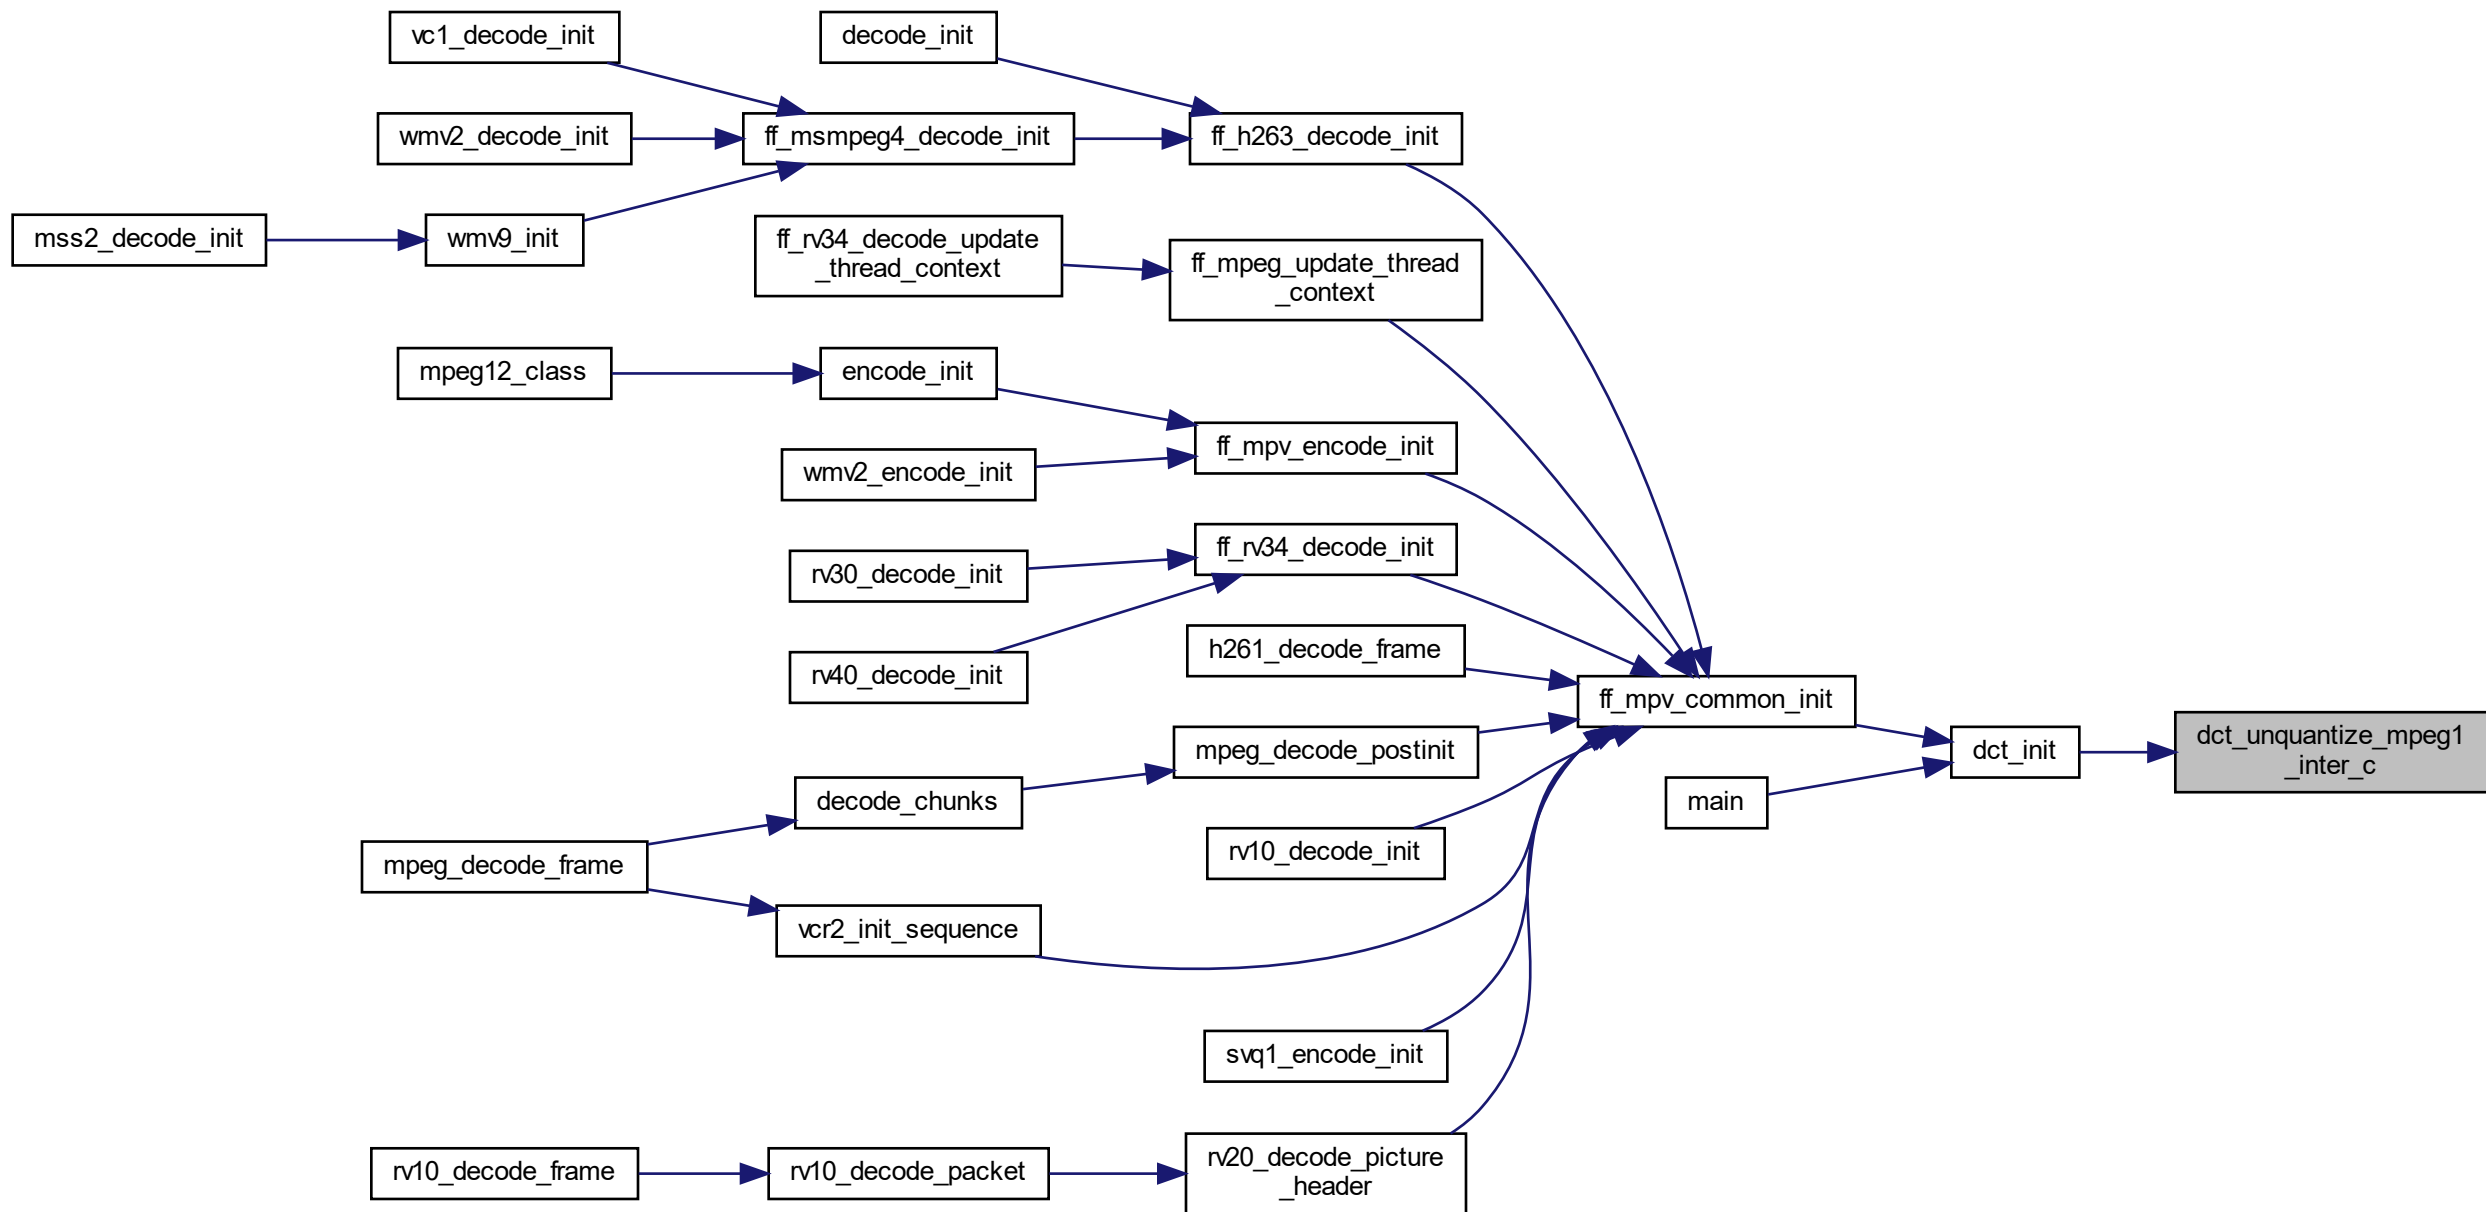 vc1_decode_init
decode_init
wmv2_decode_init
ff_msmpeg4_decode_init
ff_h263_decode_init
mss2_decode_init
wmv9_init
ff_rv34_decode_update
_thread_context
ff_mpeg_update_thread
_context
mpeg12_class
encode_init
wmv2_encode_init
ff_mpv_encode_init
rv30_decode_init
ff_rv34_decode_init
rv40_decode_init
h261_decode_frame
ff_mpv_common_init
mpeg_decode_postinit
dct_init
dct_unquantize_mpeg1
_inter_c
decode_chunks
main
mpeg_decode_frame
rv10_decode_init
vcr2_init_sequence
svq1_encode_init
rv10_decode_frame
rv10_decode_packet
rv20_decode_picture
_header